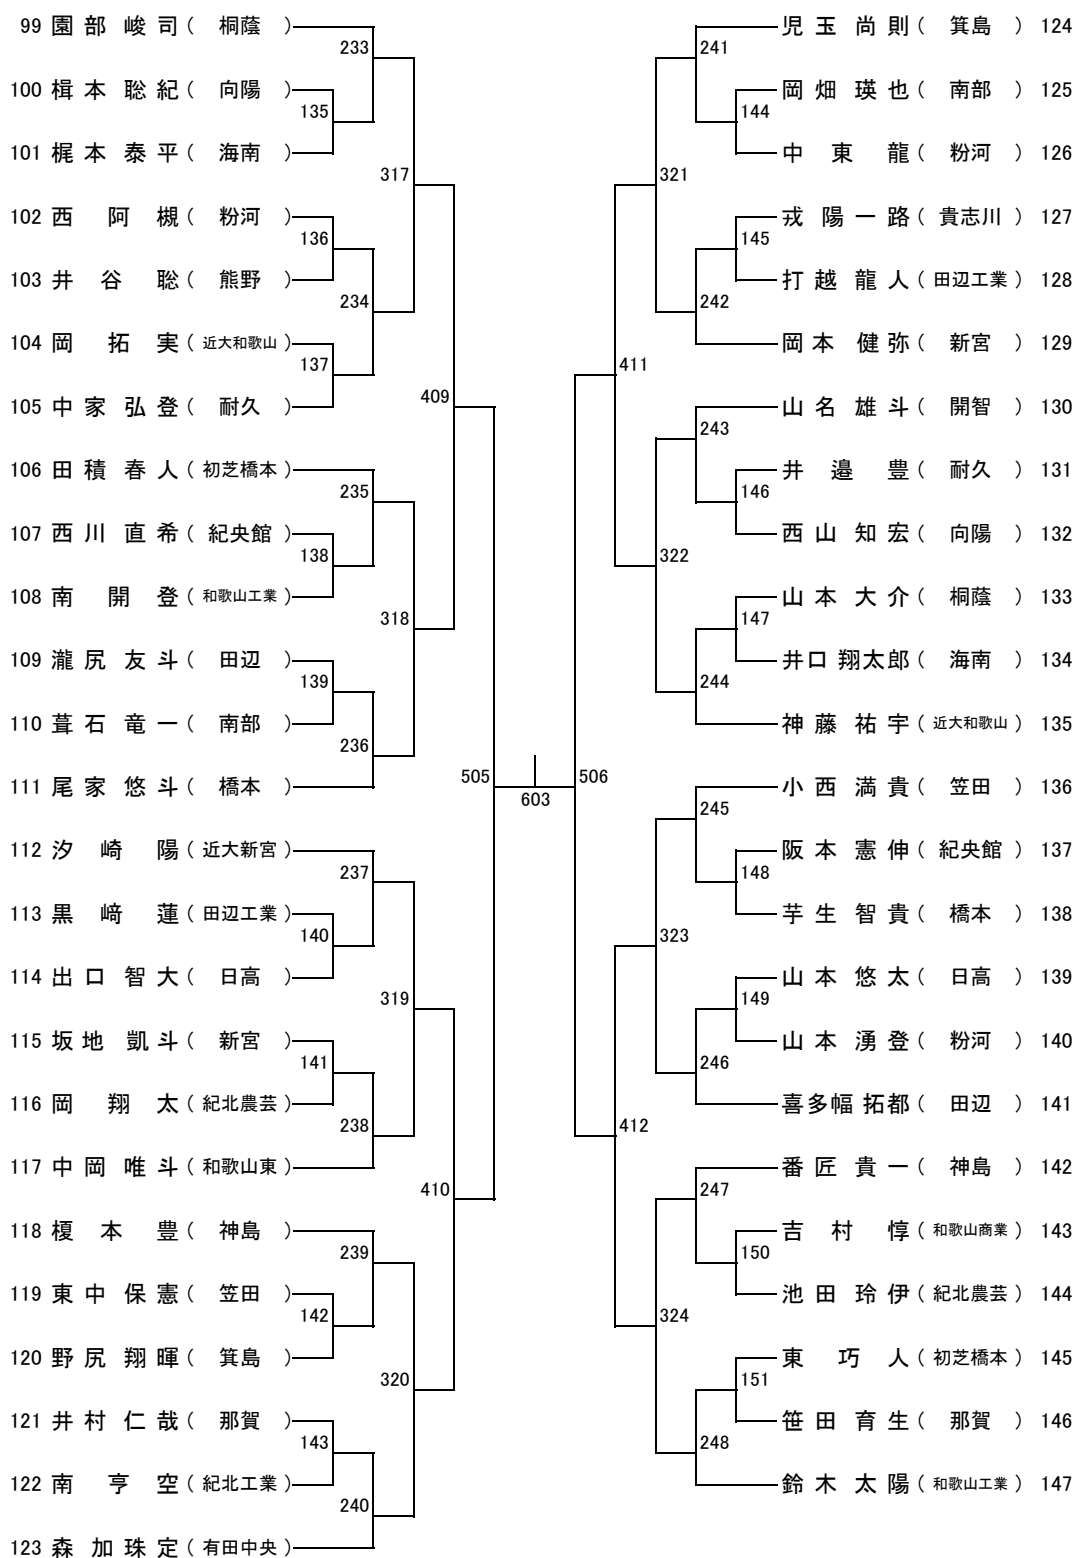 99 園部 峻司（ 桐蔭 ）
233
100 楫本 聡紀（ 向陽 ）
135
101 梶本 泰平（ 海南 ）
317
102 西 阿槻（ 粉河 ）
136
103 井谷 聡（ 熊野 ）
234
104 岡 拓実（ 近大和歌山 ）
137
105 中家 弘登（ 耐久 ）
409
106 田積 春人（ 初芝橋本 ）
235
107 西川 直希（ 紀央館 ）
138
108 南 開登（ 和歌山工業 ）
318
109 瀧尻 友斗（ 田辺 ）
139
110 葺石 竜一（ 南部 ）
236
111 尾家 悠斗（ 橋本 ）
505
112 汐崎 陽（ 近大新宮 ）
237
113 黒﨑 蓮（ 田辺工業 ）
140
114 出口 智大（ 日高 ）
319
115 坂地 凱斗（ 新宮 ）
141
116 岡 翔太（ 紀北農芸 ）
238
117 中岡 唯斗（ 和歌山東 ）
410
118 榎本 豊（ 神島 ）
239
119 東中 保憲（ 笠田 ）
142
120 野尻 翔暉（ 箕島 ）
320
121 井村 仁哉（ 那賀 ）
143
122 南 亨空（ 紀北工業 ）
240
123 森 加珠定（ 有田中央 ）
603
児玉 尚則（ 箕島 ） 124
241
岡畑 瑛也（ 南部 ） 125
144
中東 龍（ 粉河 ） 126
321
戎 陽一路（ 貴志川 ） 127
145
打越 龍人（ 田辺工業 ） 128
242
岡本 健弥（ 新宮 ） 129
411
山名 雄斗（ 開智 ） 130
243
井邉 豊（ 耐久 ） 131
146
西山 知宏（ 向陽 ） 132
322
山本 大介（ 桐蔭 ） 133
147
井口 翔太郎（ 海南 ） 134
244
神藤 祐宇（ 近大和歌山 ） 135
506
小西 満貴（ 笠田 ） 136
245
阪本 憲伸（ 紀央館 ） 137
148
芋生 智貴（ 橋本 ） 138
323
山本 悠太（ 日高 ） 139
149
山本 湧登（ 粉河 ） 140
246
喜多幅 拓都（ 田辺 ） 141
412
番匠 貴一（ 神島 ） 142
247
吉村 惇（ 和歌山商業 ） 143
150
池田 玲伊（ 紀北農芸 ） 144
324
東 巧人（ 初芝橋本 ） 145
151
笹田 育生（ 那賀 ） 146
248
鈴木 太陽（ 和歌山工業 ） 147